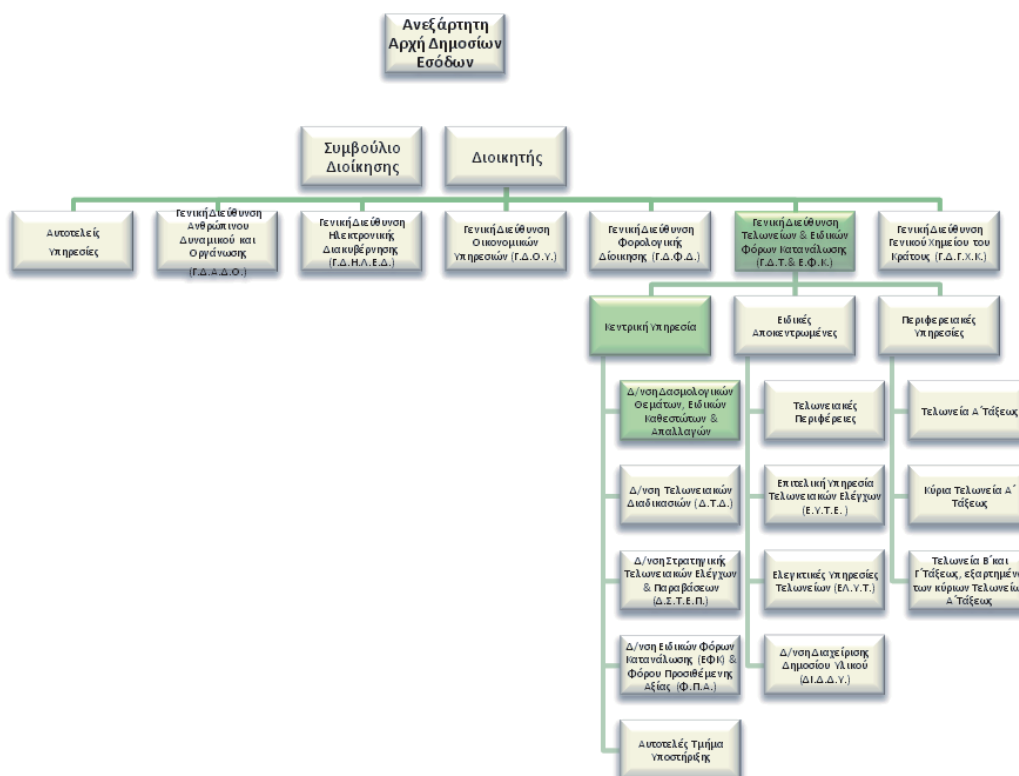 Ανεξάρτητη
Αρχή Δημοσίων
Εσόδων
Συμβούλιο
Διοίκησης
Διοικητής
Αυτοτελείς
Υπηρεσίες
Γενική Διεύθυνση
Ανθρώπινου
Δυναμικού και
Οργάνωσης
(Γ.Δ.Α.Δ.Ο.)
Γενική Διεύθυνση
Ηλεκτρονικής
Διακυβέρνησης
(Γ.Δ.Η.Λ.Ε.Δ.)
Γενική Διεύθυνση
Οικονομικών
Υπηρεσιών (Γ.Δ.Ο.Υ.)
Γενική Διεύθυνση
Φορολογικής
Διοίκησης (Γ.Δ.Φ.Δ.)
Γενική Διεύθυνση
Τελωνείων & Ειδικών
Φόρων Κατανάλωσης
(Γ.Δ.Τ.& Ε.Φ.Κ.)
Γενική Διεύθυνση
Γενικού Χημείου του
Κράτους (Γ.Δ.Γ.Χ.Κ.)
Κεντρική Υπηρεσία
Ειδικές
Αποκεντρωμένες
Περιφερειακές
Υπηρεσίες
Δ/νση Δασμολογικών
Θεμάτων, Ειδικών
Καθεστώτων &
Απαλλαγών
Δ/νση Τελωνειακών
Διαδικασιών (Δ.Τ.Δ.)
Δ/νση Στρατηγικής
Τελωνειακών Ελέγχων
& Παραβάσεων
(Δ.Σ.Τ.Ε.Π.)
Δ/νση Ειδικών Φόρων
Κατανάλωσης (ΕΦΚ) &
Φόρου Προσιθέμενης
Αξίας (Φ.Π.Α.)
Αυτοτελές Τμήμα
Υποστήριξης
Τελωνειακές
Περιφέρειες
Επιτελική Υπηρεσία
Τελωνειακών Ελέγχων
(Ε.Υ.Τ.Ε. )
Ελεγκτικές Υπηρεσίες
Τελωνείων (ΕΛ.Υ.Τ.)
Δ/νση Διαχείρισης
Δημοσίου Υλικού
(ΔΙ.Δ.Δ.Υ.)
Τελωνεία Α΄Τάξεως
Κύρια Τελωνεία Α΄
Τάξεως
Τελωνεία Β΄και
Γ΄Τάξεως, εξαρτημένα
των κύριων Τελωνείων
Α΄Τάξεως